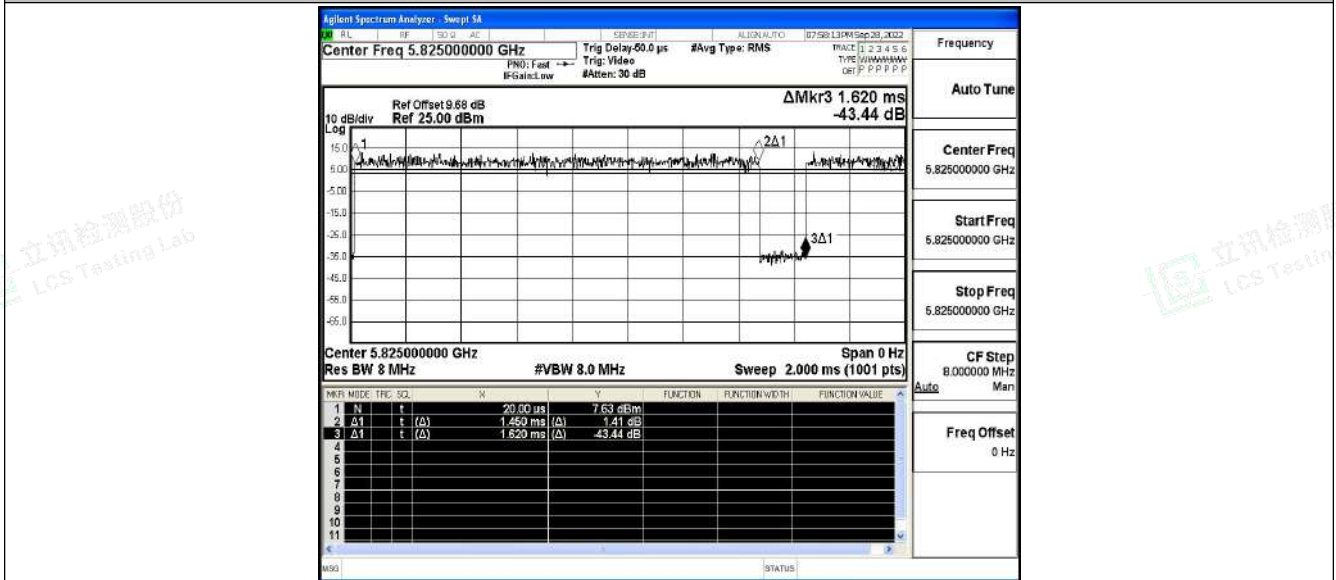 Agilent Spectrum Analyzer - Swept SA
RL RF 50 Ω AC SENSE:INT ALIGN AUTO 07:58:13 PM Sep 28, 2022
Center Freq 5.825000000 GHz
PNO: Fast
IFGain:Low
Trig Delay-50.0 µs
Trig: Video
#Atten: 30 dB
#Avg Type: RMS
TRACE 1 2 3 4 5 6
TYPE
DET P P P P P P
Ref Offset 9.68 dB
10 dB/div Ref 25.00 dBm
ΔMkr3 1.620 ms
-43.44 dB
Log
15.0
5.00
-5.00
-15.0
-25.0
-35.0
-45.0
-55.0
-65.0
1
2Δ1
3Δ1
Center 5.825000000 GHz Span 0 Hz
Res BW 8 MHz #VBW 8.0 MHz Sweep 2.000 ms (1001 pts)
MKR MODE TRC SCL X Y FUNCTION FUNCTION WIDTH FUNCTION VALUE
1 N t 20.00 us 7.63 dBm
2 Δ1 t (Δ) 1.450 ms (Δ) 1.41 dB
3 Δ1 t (Δ) 1.620 ms (Δ) -43.44 dB
4
5
6
7
8
9
10
11
MSG STATUS
Frequency
Auto Tune
Center Freq
5.825000000 GHz
Start Freq
5.825000000 GHz
Stop Freq
5.825000000 GHz
CF Step
8.000000 MHz
Auto Man
Freq Offset
0 Hz
立讯检测股份
LCS Testing Lab
立讯检测
LCS Testin